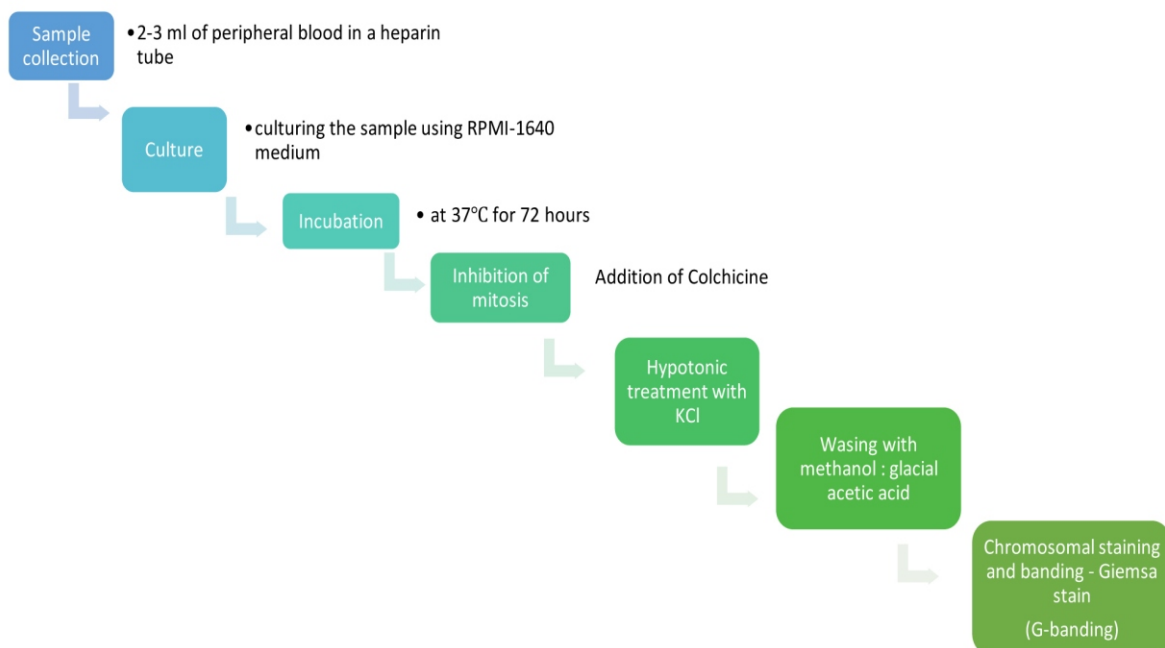 Sample
collection
•2-3 ml of peripheral blood in a heparin
tube
Culture
•culturing the sample using RPMI-1640
medium
Incubation
• at 37℃ for 72 hours
Inhibition of
mitosis
Addition of Colchicine
Hypotonic
treatment with
KCl
Wasing with
methanol : glacial
acetic acid
Chromosomal staining
and banding - Giemsa
stain
(G-banding)